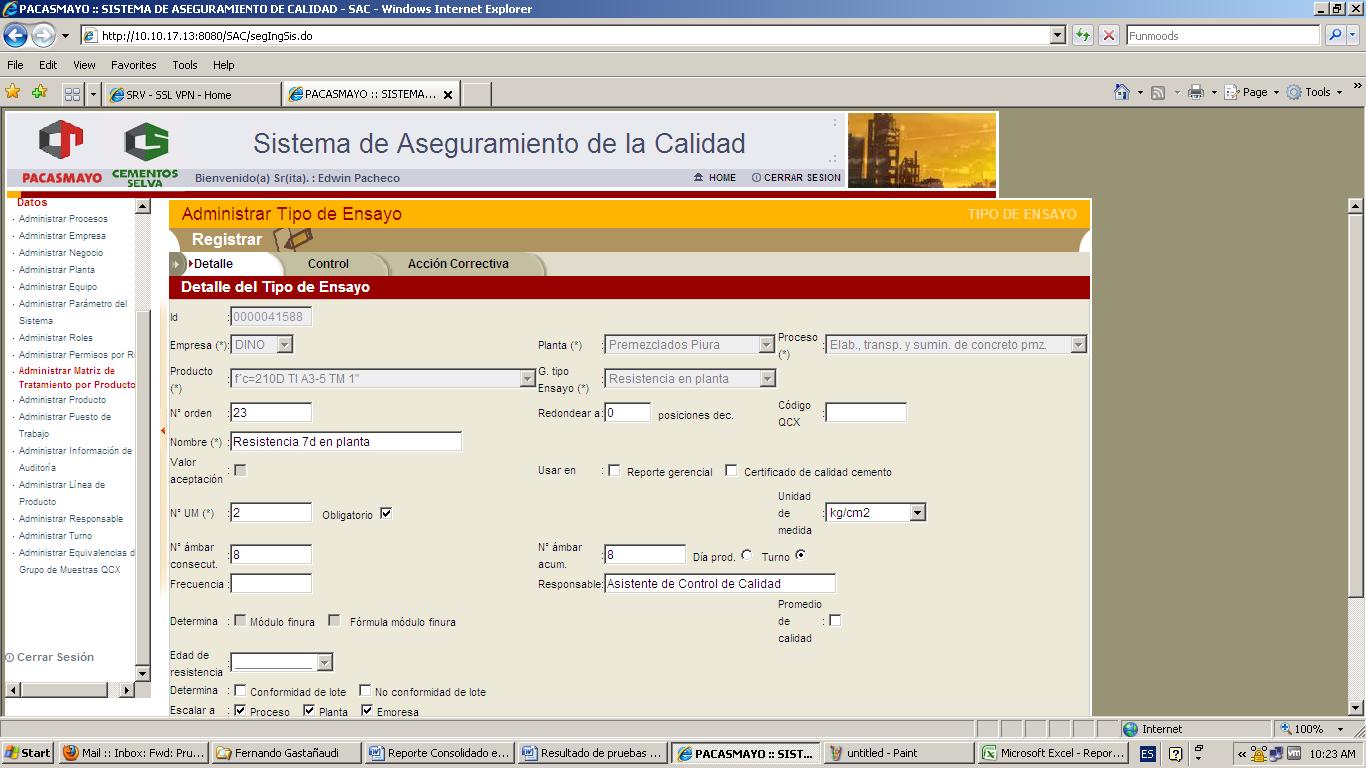 PACASMAYO :: SISTEMA DE ASEGURAMIENTO DE CALIDAD - SAC - Windows Internet Explorer
http://10.10.17.13:8080/SAC/segIngSis.do
Funmoods
File Edit View Favorites Tools Help
SRV - SSL VPN - Home
PACASMAYO :: SISTEMA...
Page Tools
PACASMAYO
CEMENTOS SELVA
Sistema de Aseguramiento de la Calidad
Bienvenido(a) Sr(ita). : Edwin Pacheco
HOME
CERRAR SESION
Datos
Administrar Procesos
Administrar Empresa
Administrar Negocio
Administrar Planta
Administrar Equipo
Administrar Parámetro del
Sistema
Administrar Roles
Administrar Permisos por R
Administrar Matriz de
Tratamiento por Producto
Administrar Producto
Administrar Puesto de
Trabajo
Administrar Información de
Auditoría
Administrar Línea de
Producto
Administrar Responsable
Administrar Turno
Administrar Equivalencias d
Grupo de Muestras QCX
Cerrar Sesión
Administrar Tipo de Ensayo
TIPO DE ENSAYO
Registrar
Detalle
Control
Acción Correctiva
Detalle del Tipo de Ensayo
Id : 0000041588
Empresa (*): DINO
Planta (*) : Premezclados Piura
Proceso (*) : Elab., transp. y sumin. de concreto pmz.
Producto (*) : f´c=210D TI A3-5 TM 1"
G. tipo Ensayo (*) : Resistencia en planta
N° orden : 23
Redondear a: 0 posiciones dec.
Código QCX :
Nombre (*) : Resistencia 7d en planta
Valor aceptación :
Usar en : Reporte gerencial Certificado de calidad cemento
N° UM (*) : 2 Obligatorio
Unidad de medida : kg/cm2
N° ámbar consecut. : 8
N° ámbar acum. : 8 Día prod. Turno
Frecuencia :
Responsable: Asistente de Control de Calidad
Determina : Módulo finura Fórmula módulo finura
Promedio de calidad :
Edad de resistencia :
Determina : Conformidad de lote No conformidad de lote
Escalar a : Proceso Planta Empresa
Internet
100%
Start
Mail :: Inbox: Fwd: Pru...
Fernando Gastañaudi
Reporte Consolidado e...
Resultado de pruebas ...
PACASMAYO :: SIST...
untitled - Paint
Microsoft Excel - Repor...
ES
10:23 AM